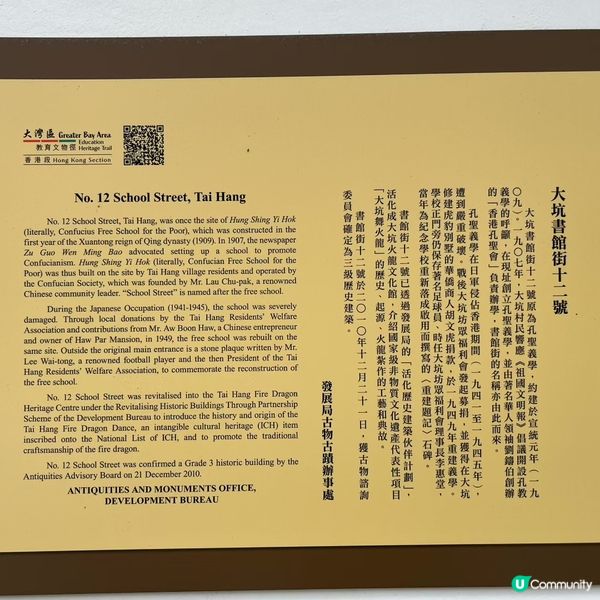 大灣區 Greater Bay Area
教育文物徑 Education Heritage Trail
香港段 Hong Kong Section
No. 12 School Street, Tai Hang
No. 12 School Street, Tai Hang, was once the site of Hung Shing Yi Hok
(literally, Confucius Free School for the Poor), which was constructed in the
first year of the Xuantong reign of Qing dynasty (1909). In 1907, the newspaper
Zu Guo Wen Ming Bao advocated setting up a school to promote
Confucianism. Hung Shing Yi Hok (literally, Confucian Free School for the
Poor) was thus built on the site by Tai Hang village residents and operated by
the Confucian Society, which was founded by Mr. Lau Chu-pak, a renowned
Chinese community leader. “School Street” is named after the free school.
During the Japanese Occupation (1941-1945), the school was severely
damaged. Through local donations by the Tai Hang Residents’ Welfare
Association and contributions from Mr. Aw Boon Haw, a Chinese entrepreneur
and owner of Haw Par Mansion, in 1949, the free school was rebuilt on the
same site. Outside the original main entrance is a stone plaque written by Mr.
Lee Wai-tong, a renowned football player and the then President of the Tai
Hang Residents’ Welfare Association, to commemorate the reconstruction of
the free school.
No. 12 School Street was revitalised into the Tai Hang Fire Dragon
Heritage Centre under the Revitalising Historic Buildings Through Partnership
Scheme of the Development Bureau to introduce the history and origin of the
Tai Hang Fire Dragon Dance, an intangible cultural heritage (ICH) item
inscribed onto the National List of ICH, and to promote the traditional
craftsmanship of the fire dragon.
No. 12 School Street was confirmed a Grade 3 historic building by the
Antiquities Advisory Board on 21 December 2010.
ANTIQUITIES AND MONUMENTS OFFICE,
DEVELOPMENT BUREAU
大坑書館街十二號
大坑書館街十二號原為孔聖義學，約建於宣統元年（一九
〇九）。一九〇七年，大坑村民響應《祖國文明報》倡議開設孔教
義學的呼籲，在現址創立孔聖義學，並由著名華人領袖劉鑄伯創辦
的「香港孔聖會」負責辦學，書館街的名稱亦由此而來。
孔聖義學在日軍侵佔香港期間（一九四一至一九四五年），
遭到嚴重破壞。戰後大坑坊眾福利會發起募捐，並獲得在大坑
修建虎豹別墅的華僑商人胡文虎捐款，於一九四九年重建義學。
學校正門旁仍保存著名足球員、時任大坑坊眾福利會理事長李惠堂，
當年為紀念學校重新落成啟用而撰寫的〈重建題記〉石碑。
書館街十二號已透過發展局的「活化歷史建築伙伴計劃」，
活化成大坑火龍文化館，介紹國家級非物質文化遺產代表性項目
「大坑舞火龍」的歷史、起源、火龍紮作的工藝和典故。
書館街十二號於二〇一〇年十二月二十一日，獲古物諮詢
委員會確定為三級歷史建築。
發展局古物古蹟辦事處
U Community